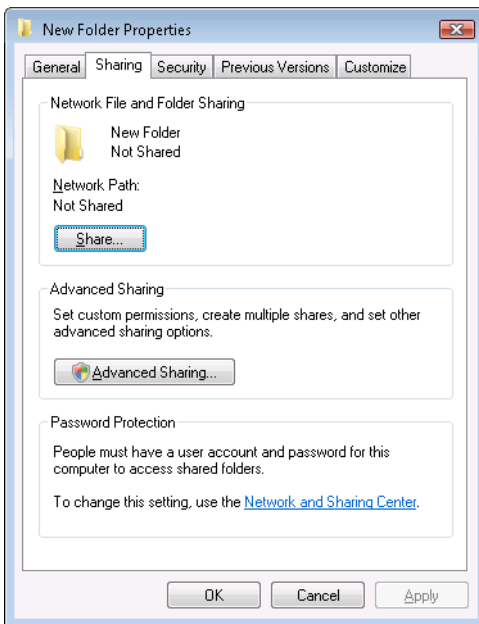 New Folder Properties
General Sharing Security Previous Versions Customize
Network File and Folder Sharing
New Folder
Not Shared
Network Path:
Not Shared
Share...
Advanced Sharing
Set custom permissions, create multiple shares, and set other
advanced sharing options.
Advanced Sharing...
Password Protection
People must have a user account and password for this
computer to access shared folders.
To change this setting, use the Network and Sharing Center.
OK Cancel Apply